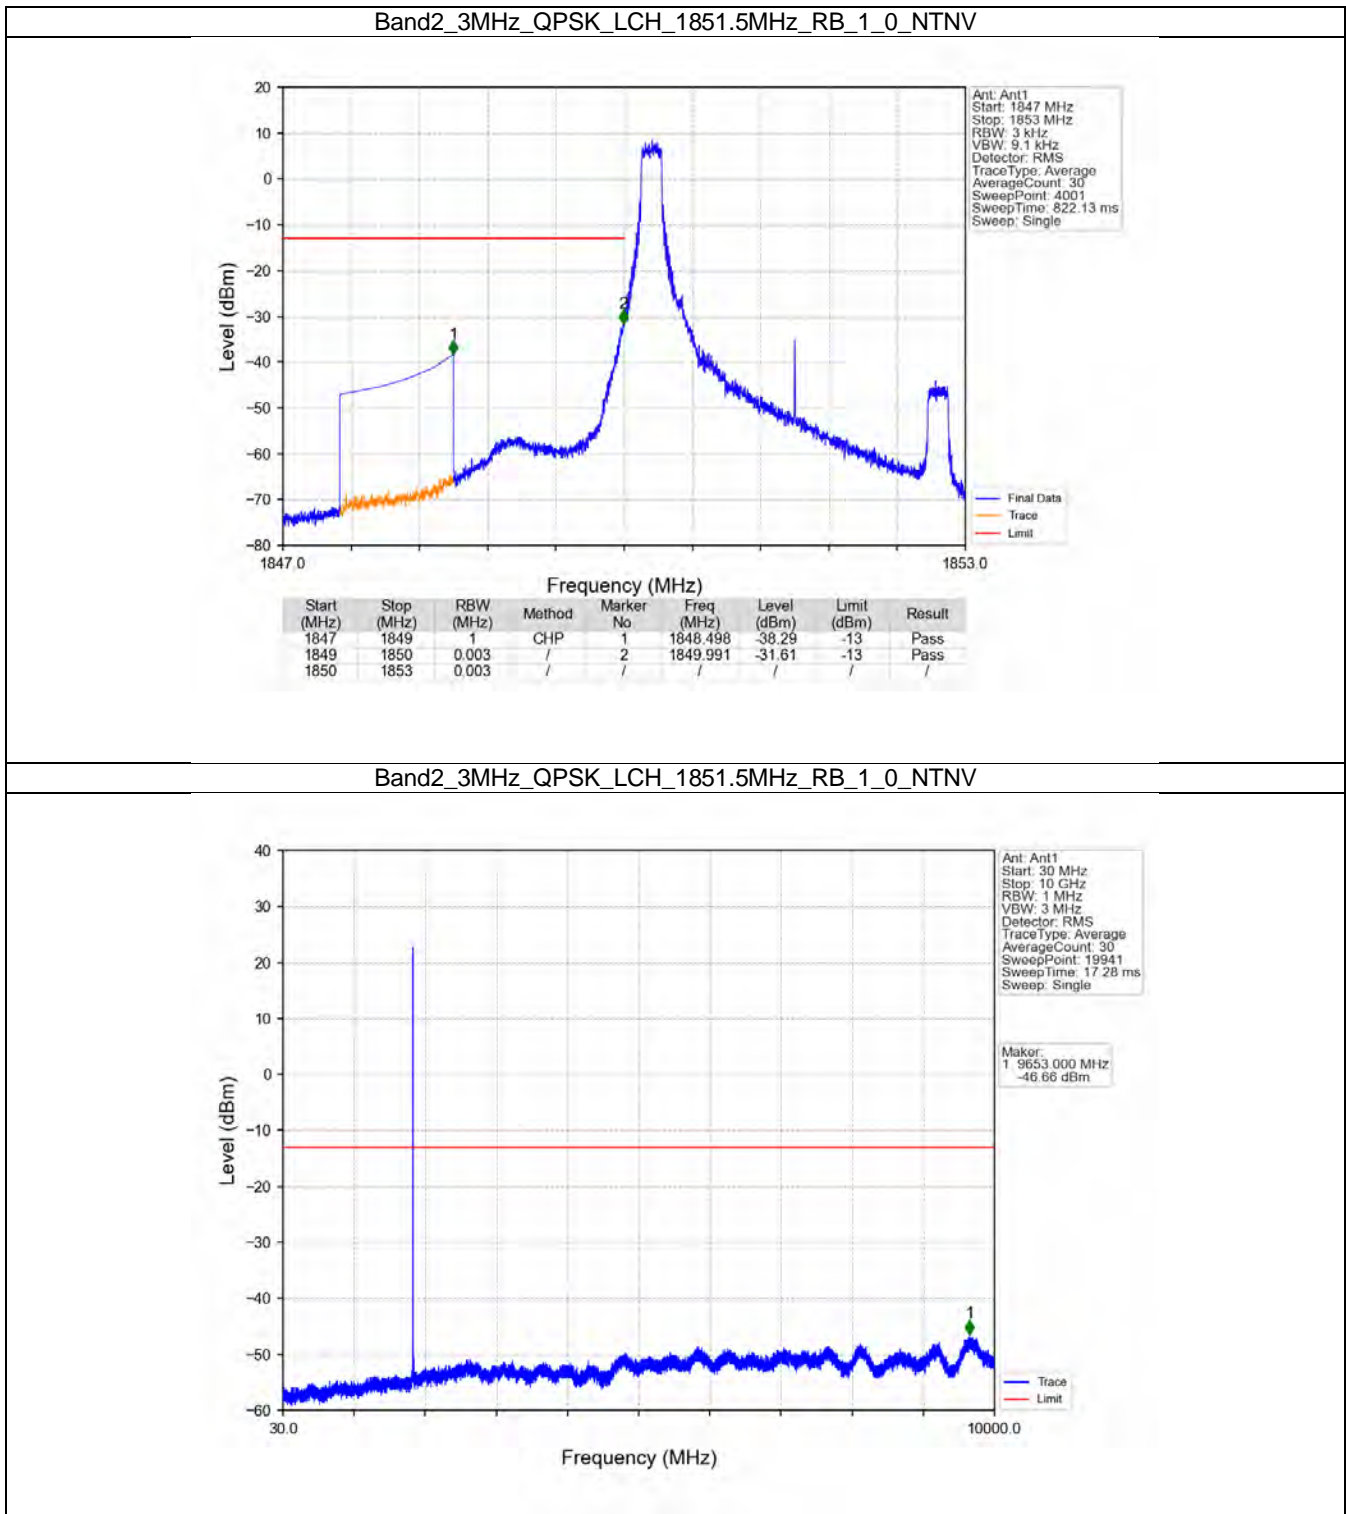 Band2_3MHz_QPSK_LCH_1851.5MHz_RB_1_0_NTNV
Ant: Ant1
Start: 1847 MHz
Stop: 1853 MHz
RBW: 3 kHz
VBW: 9.1 kHz
Detector: RMS
TraceType: Average
AverageCount: 30
SweepPoint: 4001
SweepTime: 822.13 ms
Sweep: Single
20
10
0
−10
−20
−30
−40
−50
−60
−70
−80
Level (dBm)
1
2
Final Data
Trace
Limit
1847.0 1853.0
Frequency (MHz)
Start (MHz) Stop (MHz) RBW (MHz) Method Marker No Freq (MHz) Level (dBm) Limit (dBm) Result
1847 1849 1 CHP 1 1848.498 -38.29 -13 Pass
1849 1850 0.003 / 2 1849.991 -31.61 -13 Pass
1850 1853 0.003 / / / / / /
Band2_3MHz_QPSK_LCH_1851.5MHz_RB_1_0_NTNV
Ant: Ant1
Start: 30 MHz
Stop: 10 GHz
RBW: 1 MHz
VBW: 3 MHz
Detector: RMS
TraceType: Average
AverageCount: 30
SweepPoint: 19941
SweepTime: 17.28 ms
Sweep: Single
Maker:
1 9653.000 MHz
-46.66 dBm
40
30
20
10
0
−10
−20
−30
−40
−50
−60
Level (dBm)
1
Trace
Limit
30.0 10000.0
Frequency (MHz)